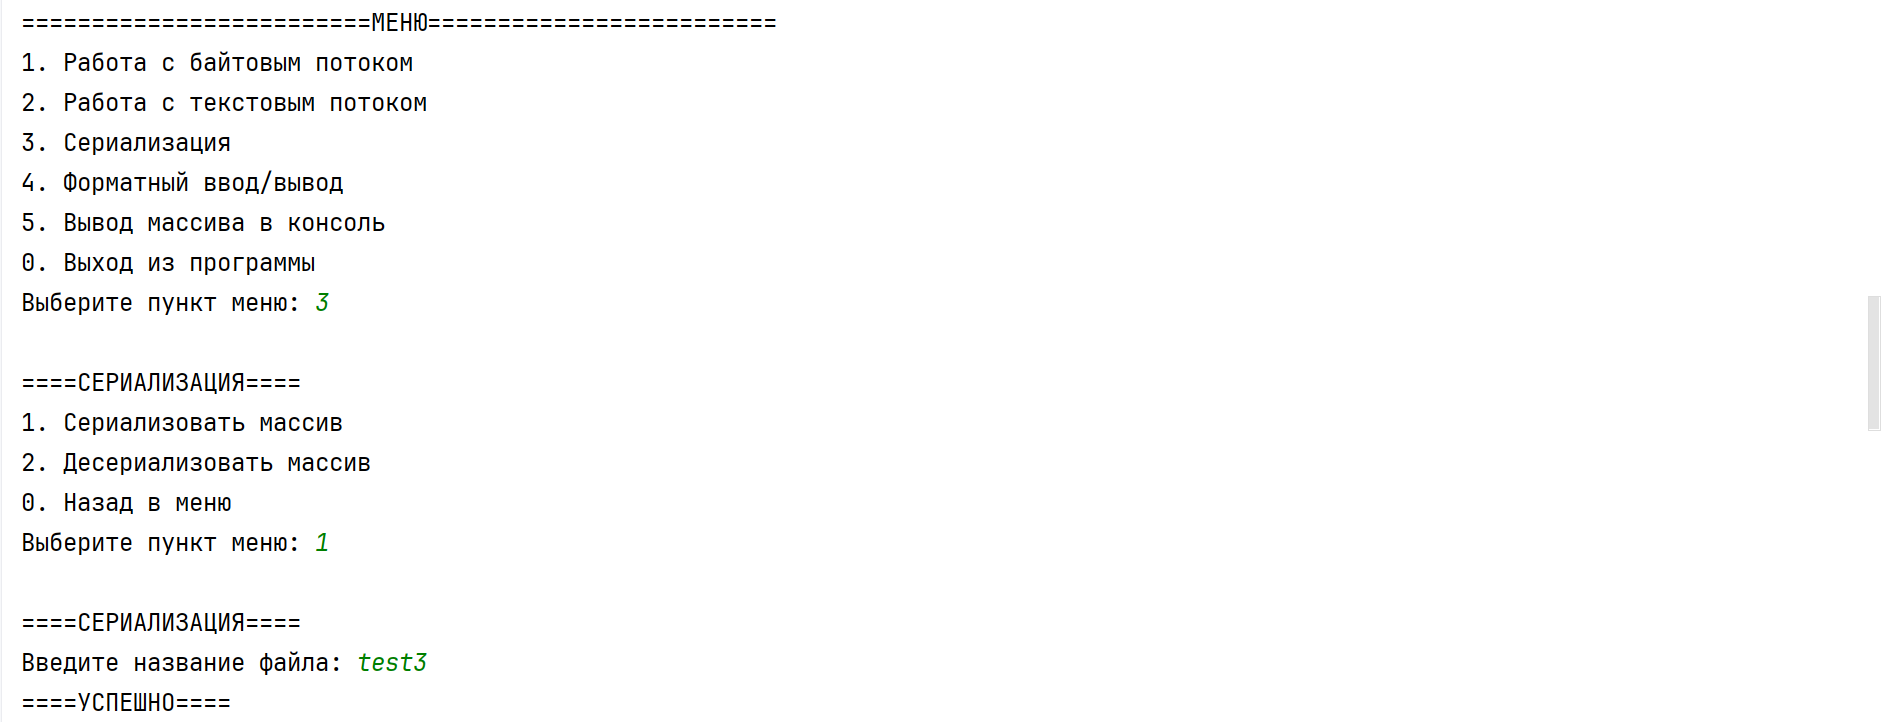 =========================МЕНЮ=========================
1. Работа с байтовым потоком
2. Работа с текстовым потоком
3. Сериализация
4. Форматный ввод/вывод
5. Вывод массива в консоль
0. Выход из программы
Выберите пункт меню: 3
====СЕРИАЛИЗАЦИЯ====
1. Сериализовать массив
2. Десериализовать массив
0. Назад в меню
Выберите пункт меню: 1
====СЕРИАЛИЗАЦИЯ====
Введите название файла: test3
====УСПЕШНО====